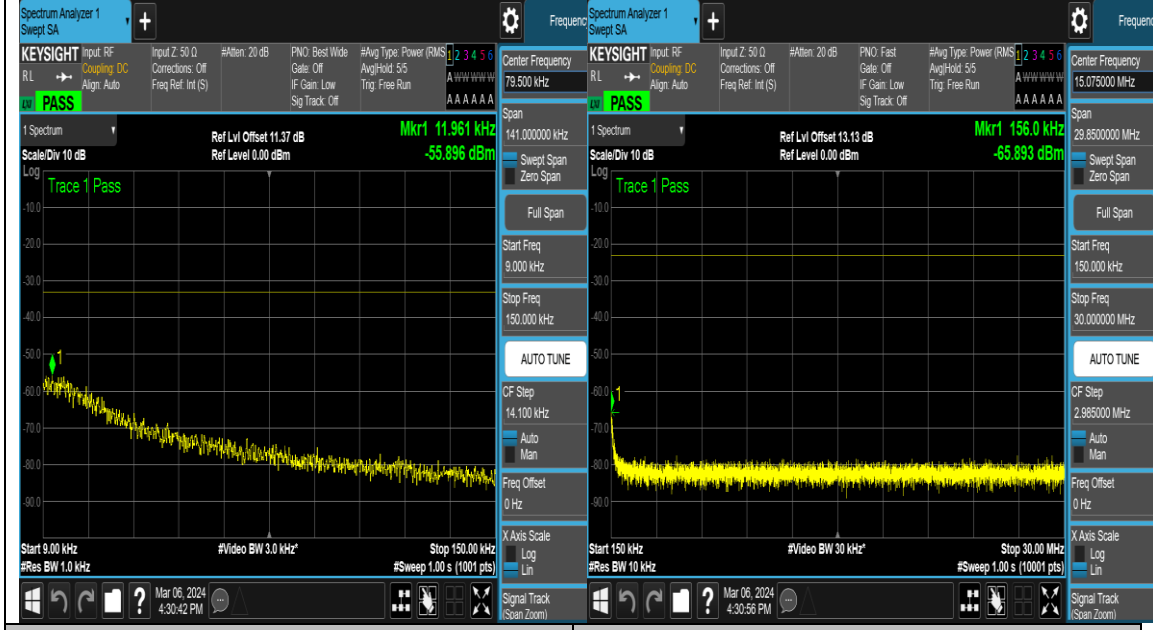 Spectrum Analyzer 1
Swept SA
+
Frequenc
KEYSIGHT
RL
PASS
Input: RF
Coupling: DC
Align: Auto
Input Z: 50 Ω
Corrections: Off
Freq Ref: Int (S)
#Atten: 20 dB
PNO: Best Wide
Gate: Off
IF Gain: Low
Sig Track: Off
#Avg Type: Power (RMS
Avg|Hold: 5/5
Trig: Free Run
1 2 3 4 5 6
A W W W W W
A A A A A A
1 Spectrum
Scale/Div 10 dB
Log
Ref Lvl Offset 11.37 dB
Ref Level 0.00 dBm
Mkr1 11.961 kHz
-55.896 dBm
Trace 1 Pass
-10.0
-20.0
-30.0
-40.0
-50.0
-60.0
-70.0
-80.0
-90.0
1
Start 9.00 kHz
#Res BW 1.0 kHz
#Video BW 3.0 kHz*
Stop 150.00 kHz
#Sweep 1.00 s (1001 pts)
Center Frequency
79.500 kHz
Span
141.000000 kHz
Swept Span
Zero Span
Full Span
Start Freq
9.000 kHz
Stop Freq
150.000 kHz
AUTO TUNE
CF Step
14.100 kHz
Auto
Man
Freq Offset
0 Hz
X Axis Scale
Log
Lin
Signal Track
(Span Zoom)
?
Mar 06, 2024
4:30:42 PM
Spectrum Analyzer 1
Swept SA
+
Frequenc
KEYSIGHT
RL
PASS
Input: RF
Coupling: DC
Align: Auto
Input Z: 50 Ω
Corrections: Off
Freq Ref: Int (S)
#Atten: 20 dB
PNO: Fast
Gate: Off
IF Gain: Low
Sig Track: Off
#Avg Type: Power (RMS
Avg|Hold: 5/5
Trig: Free Run
1 2 3 4 5 6
A W W W W W
A A A A A A
1 Spectrum
Scale/Div 10 dB
Log
Ref Lvl Offset 13.13 dB
Ref Level 0.00 dBm
Mkr1 156.0 kHz
-65.893 dBm
Trace 1 Pass
-10.0
-20.0
-30.0
-40.0
-50.0
-60.0
-70.0
-80.0
-90.0
1
Start 150 kHz
#Res BW 10 kHz
#Video BW 30 kHz*
Stop 30.00 MHz
#Sweep 1.00 s (10001 pts)
Center Frequency
15.075000 MHz
Span
29.8500000 MHz
Swept Span
Zero Span
Full Span
Start Freq
150.000 kHz
Stop Freq
30.000000 MHz
AUTO TUNE
CF Step
2.985000 MHz
Auto
Man
Freq Offset
0 Hz
X Axis Scale
Log
Lin
Signal Track
(Span Zoom)
?
Mar 06, 2024
4:30:56 PM